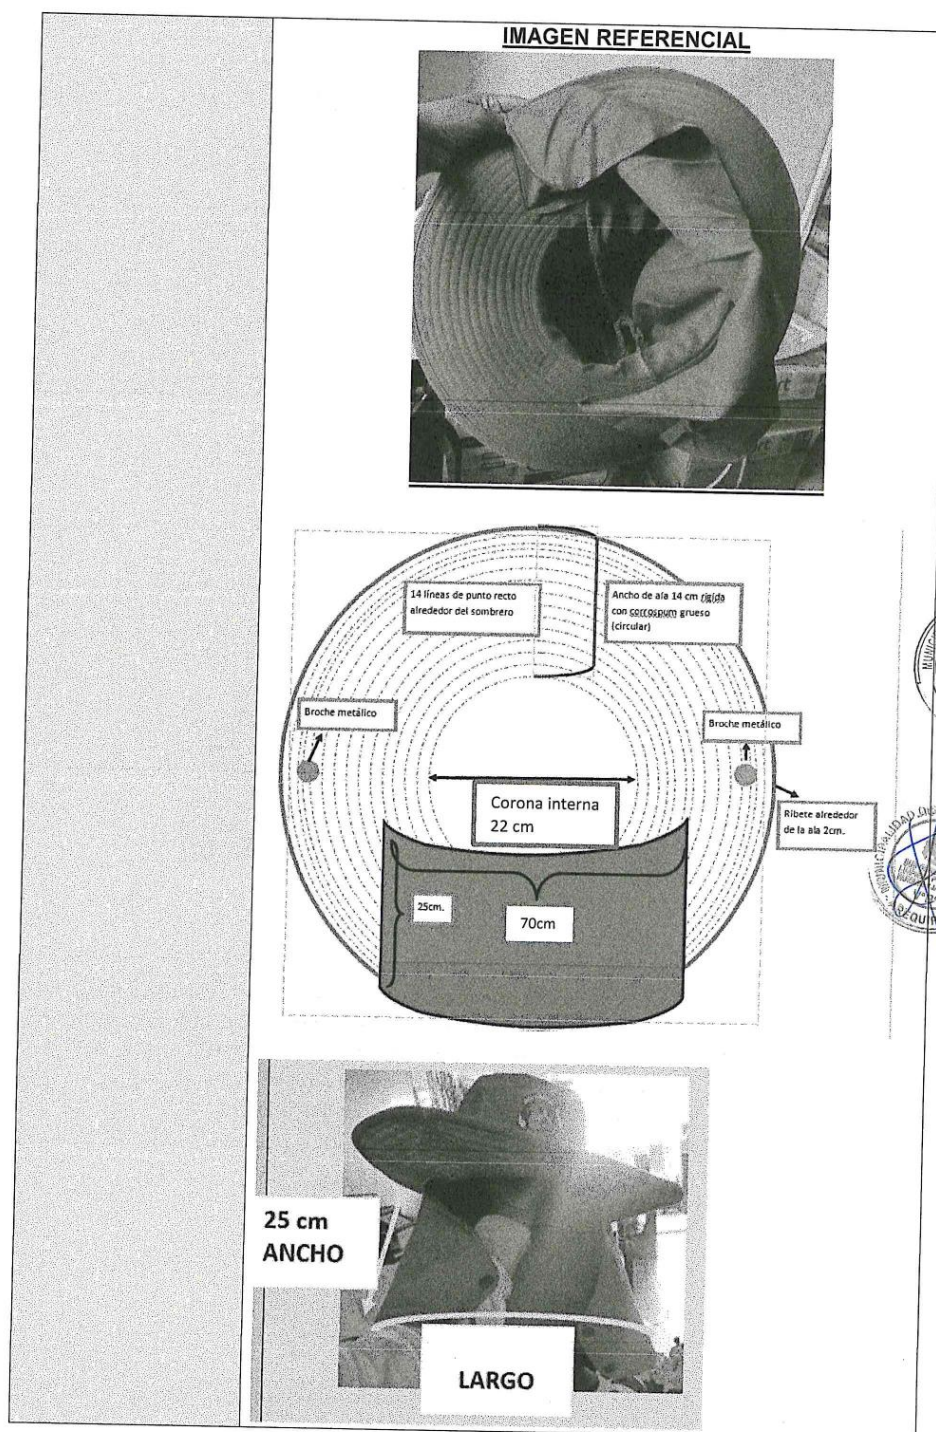 IMAGEN REFERENCIAL
14 líneas de punto recto
alrededor del sombrero
Ancho de ala 14 cm rígida
con corrospum grueso
(circular)
Broche metálico
Broche metálico
Corona interna
22 cm
Ribete alrededor
de la ala 2cm.
25cm.
70cm
25 cm
ANCHO
LARGO